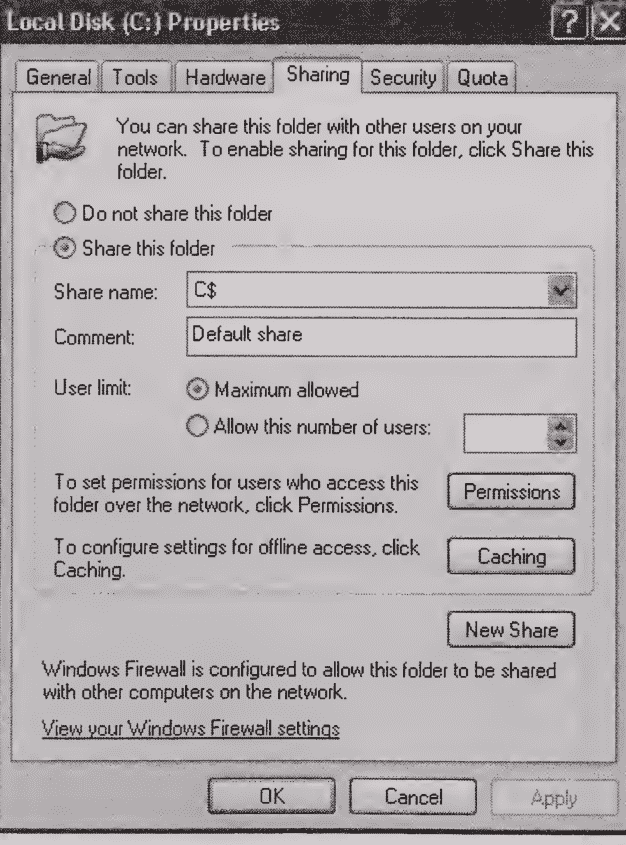 Local Disk (C:) Properties
?
X
General
Tools
Hardware
Sharing
Security
Quota
You can share this folder with other users on your
network. To enable sharing for this folder, click Share this
folder.
Do not share this folder
Share this folder
Share name:
C$
Comment:
Default share
User limit:
Maximum allowed
Allow this number of users:
To set permissions for users who access this
folder over the network, click Permissions.
Permissions
To configure settings for offline access, click
Caching.
Caching
New Share
Windows Firewall is configured to allow this folder to be shared
with other computers on the network.
View your Windows Firewall settings
OK
Cancel
Apply